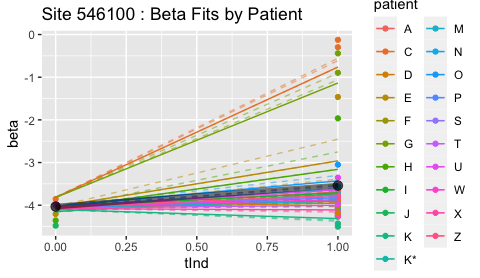 Site 546100 : Beta Fits by Patient
patient
A
C
D
E
F
G
H
I
J
K
K*
M
N
O
P
S
T
U
W
X
Z
0
-1
-2
-3
-4
beta
0.00
0.25
0.50
0.75
1.00
tInd